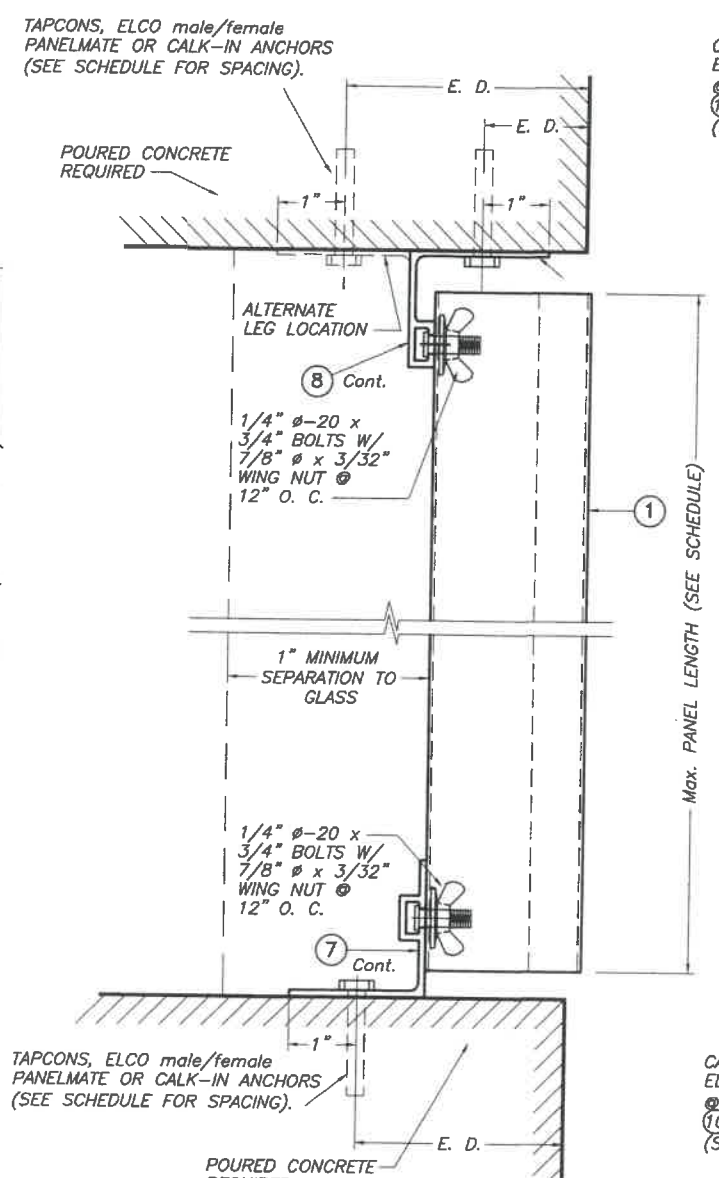 TAPCONS, ELCO male/female
PANELMATE OR CALK-IN ANCHORS
(SEE SCHEDULE FOR SPACING).
E. D.
E. D.
POURED CONCRETE
REQUIRED
1"
1"
ALTERNATE
LEG LOCATION
8 Cont.
1/4" ø-20 x
3/4" BOLTS W/
7/8" ø x 3/32"
WING NUT @
12" O. C.
1
Max. PANEL LENGTH (SEE SCHEDULE)
1" MINIMUM
SEPARATION TO
GLASS
1/4" ø-20 x
3/4" BOLTS W/
7/8" ø x 3/32"
WING NUT @
12" O. C.
7
Cont.
1"
TAPCONS, ELCO male/female
PANELMATE OR CALK-IN ANCHORS
(SEE SCHEDULE FOR SPACING).
E. D.
POURED CONCRETE